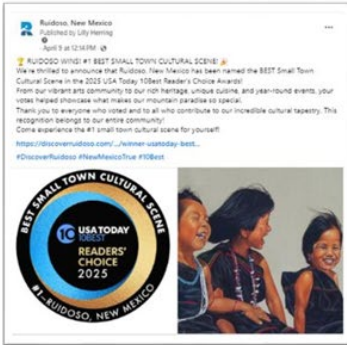 Ruidoso, New Mexico
Published by Lilly Herning
April 9 at 12:14 PM
🏆 RUIDOSO WINS! #1 BEST SMALL TOWN CULTURAL SCENE! 🎉
We're thrilled to announce that Ruidoso, New Mexico has been named the BEST Small Town
Cultural Scene in the 2025 USA Today 10Best Reader's Choice Awards!
From our vibrant arts community to our rich heritage, unique cuisine, and year-round events, your
votes helped showcase what makes our mountain paradise so special.
Thank you to everyone who voted and to all who contribute to our incredible cultural tapestry. This
recognition belongs to our entire community!
Come experience the #1 small town cultural scene for yourself!
https://discoverruidoso.com/.../winner-usatoday-best...
#DiscoverRuidoso #NewMexicoTrue #10Best
BEST SMALL TOWN CULTURAL SCENE
10 USA TODAY
10BEST
READERS'
CHOICE
2025
#1–RUIDOSO, NEW MEXICO